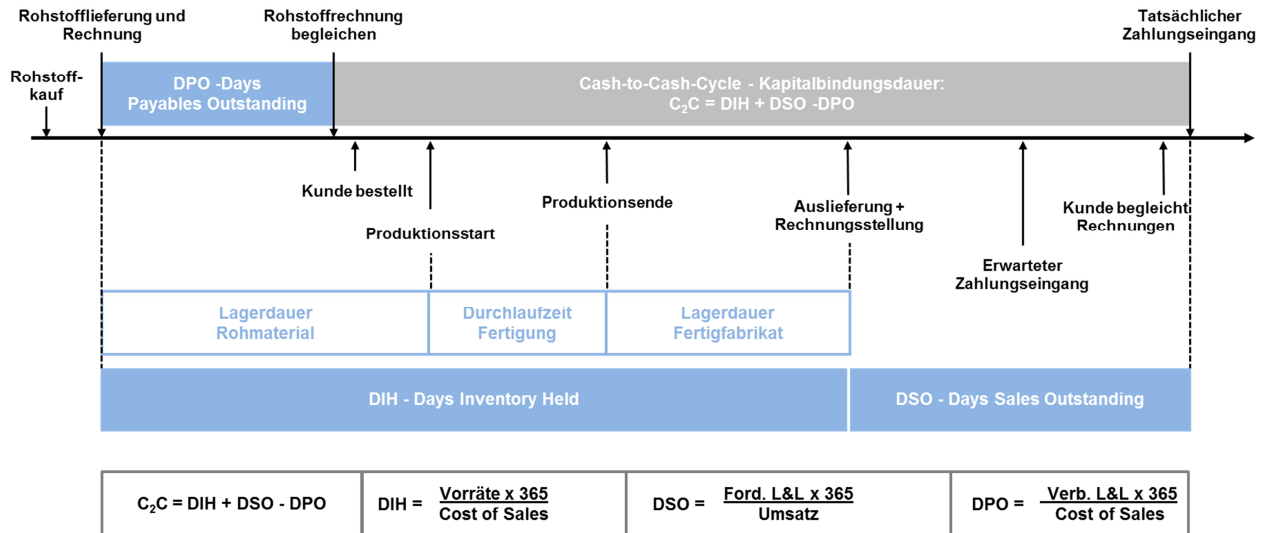 Rohstofflieferung und
Rechnung
Rohstoffrechnung
begleichen
Tatsächlicher
Zahlungseingang
Rohstoff-
kauf
DPO -Days
Payables Outstanding
Cash-to-Cash-Cycle - Kapitalbindungsdauer:
C₂C = DIH + DSO -DPO
Kunde bestellt
Produktionsstart
Produktionsende
Auslieferung +
Rechnungsstellung
Erwarteter
Zahlungseingang
Kunde begleicht
Rechnungen
Lagerdauer
Rohmaterial
Durchlaufzeit
Fertigung
Lagerdauer
Fertigfabrikat
DIH - Days Inventory Held
DSO - Days Sales Outstanding
C₂C = DIH + DSO - DPO
DIH =
Vorräte x 365
Cost of Sales
DSO =
Ford. L&L x 365
Umsatz
DPO =
Verb. L&L x 365
Cost of Sales